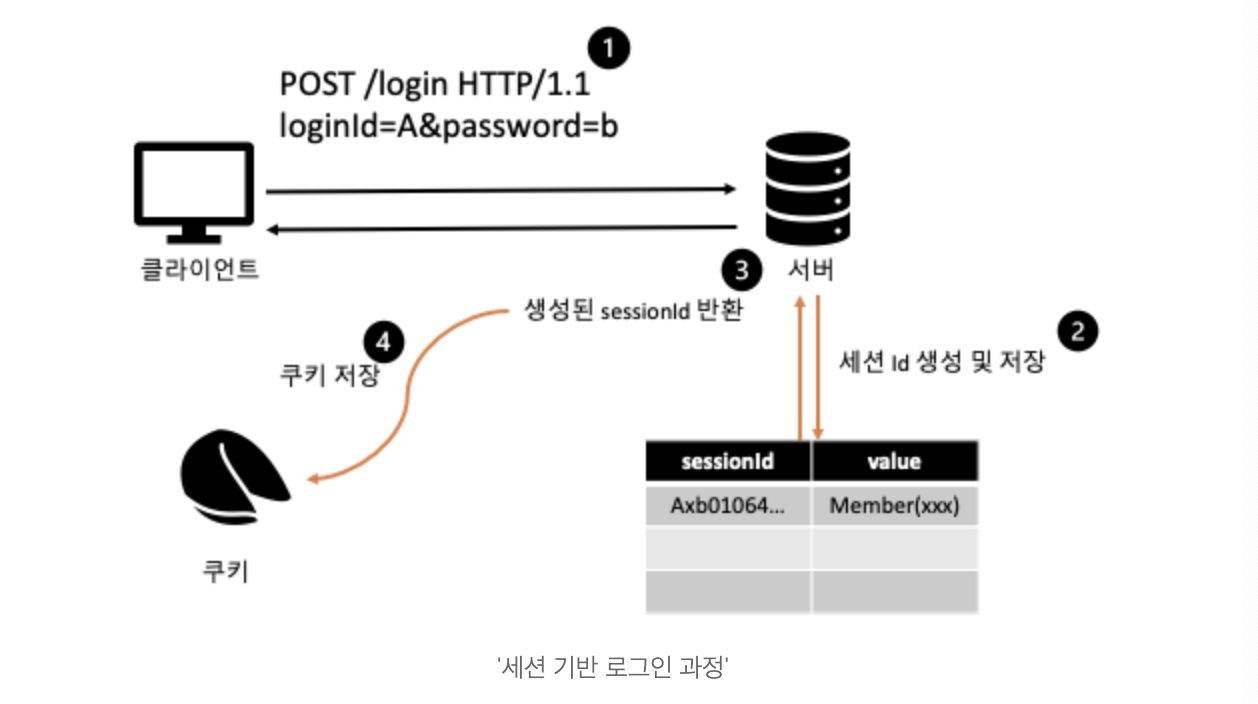 1
POST /login HTTP/1.1
loginId=A&password=b
클라이언트
서버
3
생성된 sessionId 반환
2
세션 Id 생성 및 저장
4
쿠키 저장
쿠키
sessionId value
Axb01064... Member(xxx)
'세션 기반 로그인 과정'